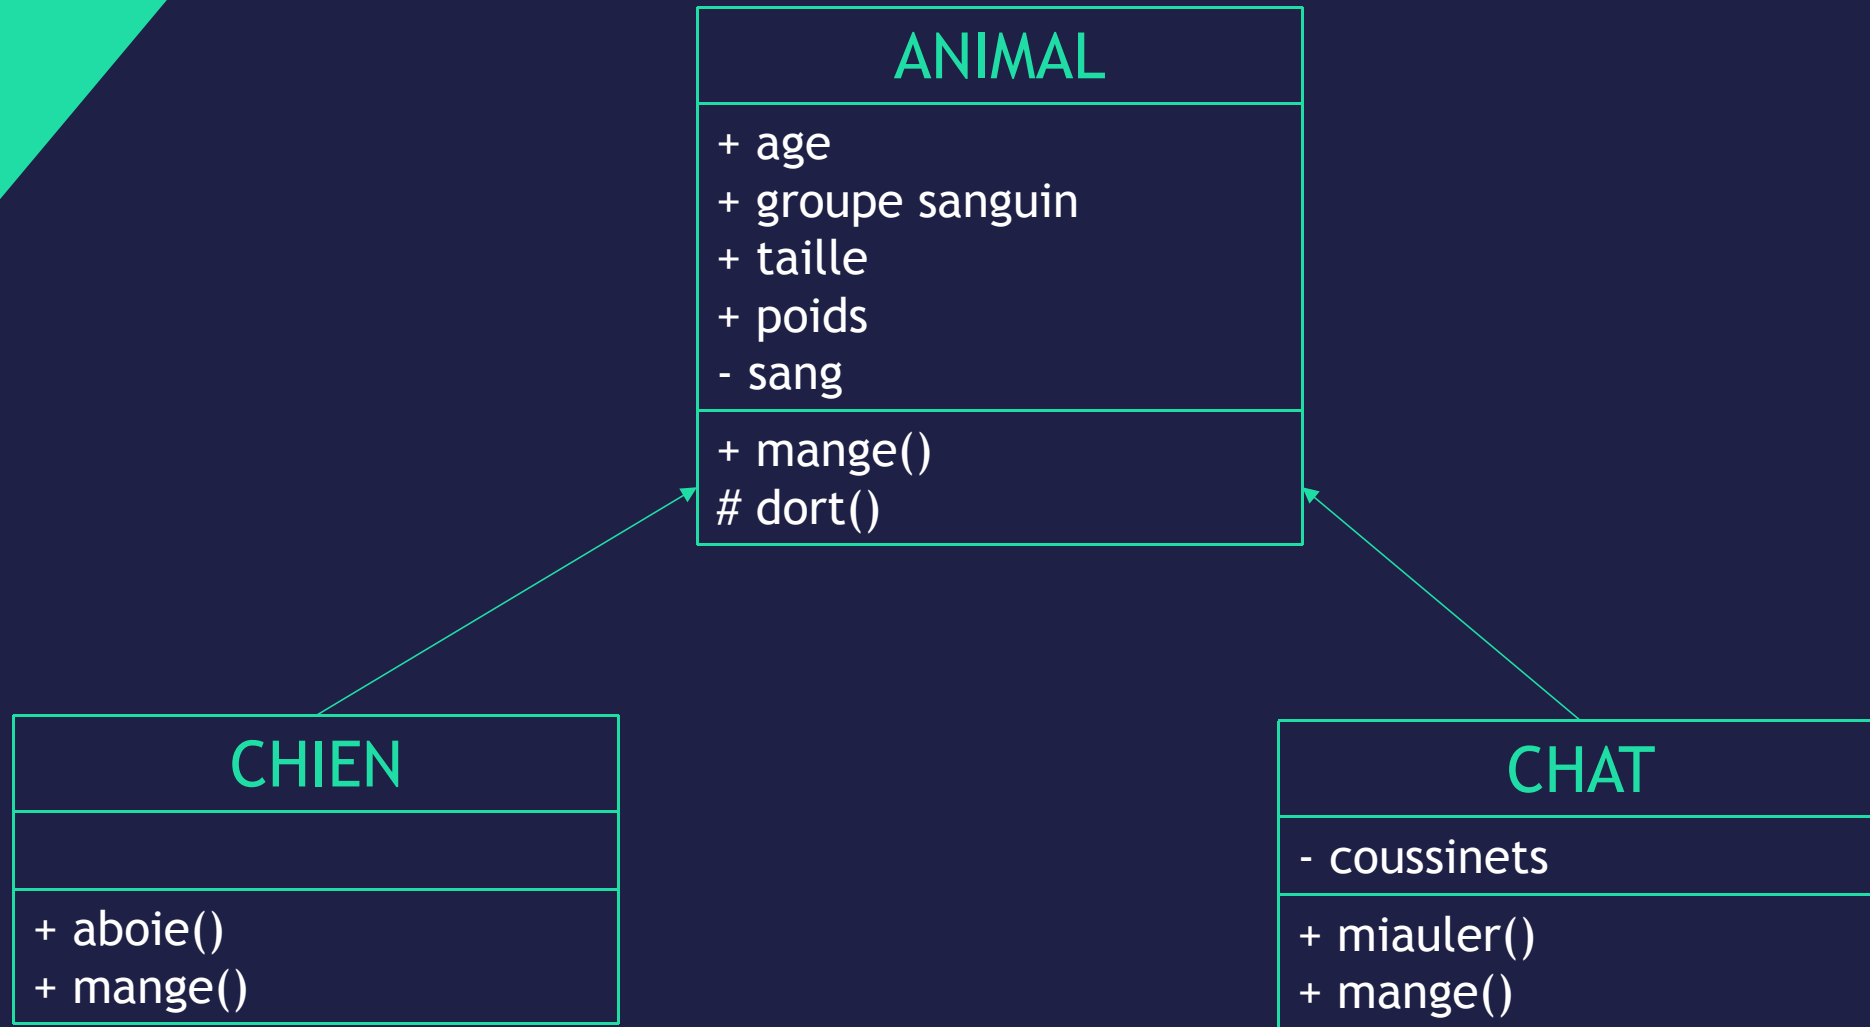 ANIMAL
+ age
+ groupe sanguin
+ taille
+ poids
- sang
+ mange()
# dort()
CHIEN
+ aboie()
+ mange()
CHAT
- coussinets
+ miauler()
+ mange()